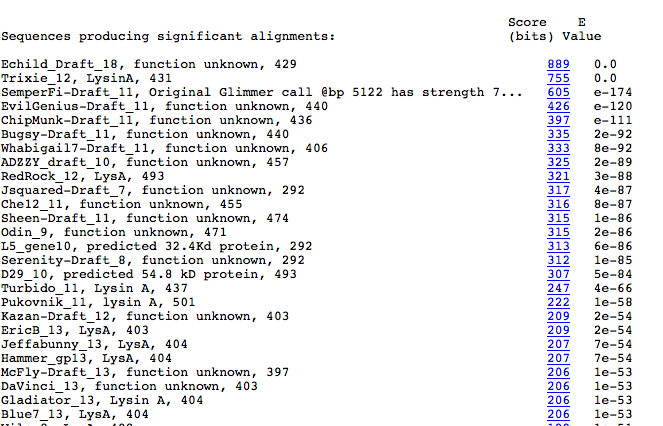 Score E
Sequences producing significant alignments: (bits) Value
Echild_Draft_18, function unknown, 429 889 0.0
Trixie_12, LysinA, 431 755 0.0
SemperFi-Draft_11, Original Glimmer call @bp 5122 has strength 7... 605 e-174
EvilGenius-Draft_11, function unknown, 440 426 e-120
ChipMunk-Draft_11, function unknown, 436 397 e-111
Bugsy-Draft_11, function unknown, 440 335 2e-92
Whabigail7-Draft_11, function unknown, 406 333 8e-92
ADZZY_draft_10, function unknown, 457 325 2e-89
RedRock_12, LysA, 493 321 3e-88
Jsquared-Draft_7, function unknown, 292 317 4e-87
Che12_11, function unknown, 455 316 8e-87
Sheen-Draft_11, function unknown, 474 315 1e-86
Odin_9, function unknown, 471 315 2e-86
L5_gene10, predicted 32.4Kd protein, 292 313 6e-86
Serenity-Draft_8, function unknown, 292 312 1e-85
D29_10, predicted 54.8 kD protein, 493 307 5e-84
Turbido_11, Lysin A, 437 247 4e-66
Pukovnik_11, lysin A, 501 222 1e-58
Kazan-Draft_12, function unknown, 403 209 2e-54
EricB_13, LysA, 403 209 2e-54
Jeffabunny_13, LysA, 404 207 7e-54
Hammer_gp13, LysA, 404 207 7e-54
McFly-Draft_13, function unknown, 397 206 1e-53
DaVinci_13, function unknown, 403 206 1e-53
Gladiator_13, Lysin A, 404 206 1e-53
Blue7_13, LysA, 404 206 1e-53